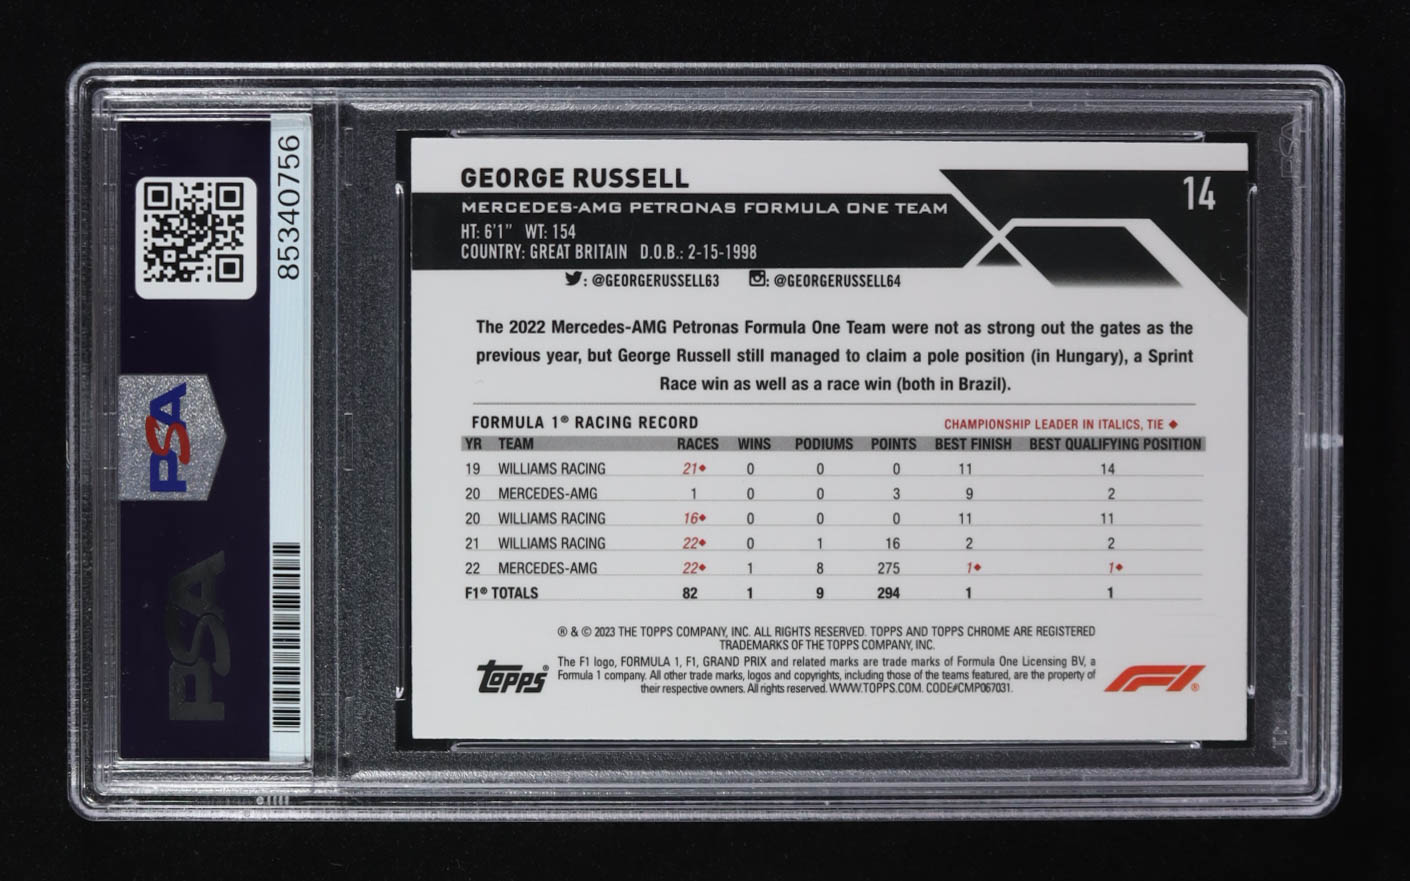 85340756
PSA
PSA
GEORGE RUSSELL
14
MERCEDES-AMG PETRONAS FORMULA ONE TEAM
HT: 6'1" WT: 154
COUNTRY: GREAT BRITAIN D.O.B.: 2-15-1998
: @GEORGERUSSELL63 : @GEORGERUSSELL64
The 2022 Mercedes-AMG Petronas Formula One Team were not as strong out the gates as the
previous year, but George Russell still managed to claim a pole position (in Hungary), a Sprint
Race win as well as a race win (both in Brazil).
FORMULA 1® RACING RECORD CHAMPIONSHIP LEADER IN ITALICS, TIE ◆
YR TEAM RACES WINS PODIUMS POINTS BEST FINISH BEST QUALIFYING POSITION
19 WILLIAMS RACING 21◆ 0 0 0 11 14
20 MERCEDES-AMG 1 0 0 3 9 2
20 WILLIAMS RACING 16◆ 0 0 0 11 11
21 WILLIAMS RACING 22◆ 0 1 16 2 2
22 MERCEDES-AMG 22◆ 1 8 275 1◆ 1◆
F1® TOTALS 82 1 9 294 1 1
® & © 2023 THE TOPPS COMPANY, INC. ALL RIGHTS RESERVED. TOPPS AND TOPPS CHROME ARE REGISTERED
TRADEMARKS OF THE TOPPS COMPANY, INC.
The F1 logo, FORMULA 1, F1, GRAND PRIX and related marks are trade marks of Formula One Licensing BV, a
Formula 1 company. All other trade marks, logos and copyrights, including those of the teams featured, are the property of
their respective owners. All rights reserved. WWW.TOPPS.COM. CODE#CMP067031.
topps®
F1®